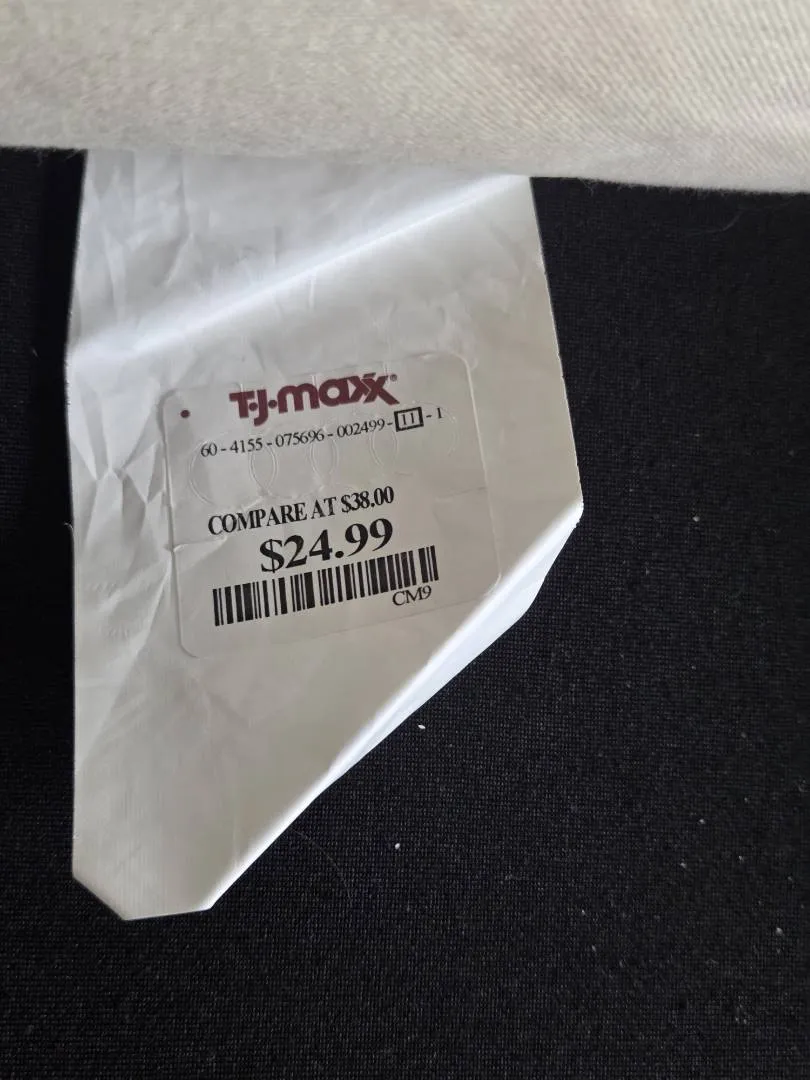 T·J·maxx®
60 - 4155 - 075696 - 002499 - 11 - 1
COMPARE AT $38.00
$24.99
CM9